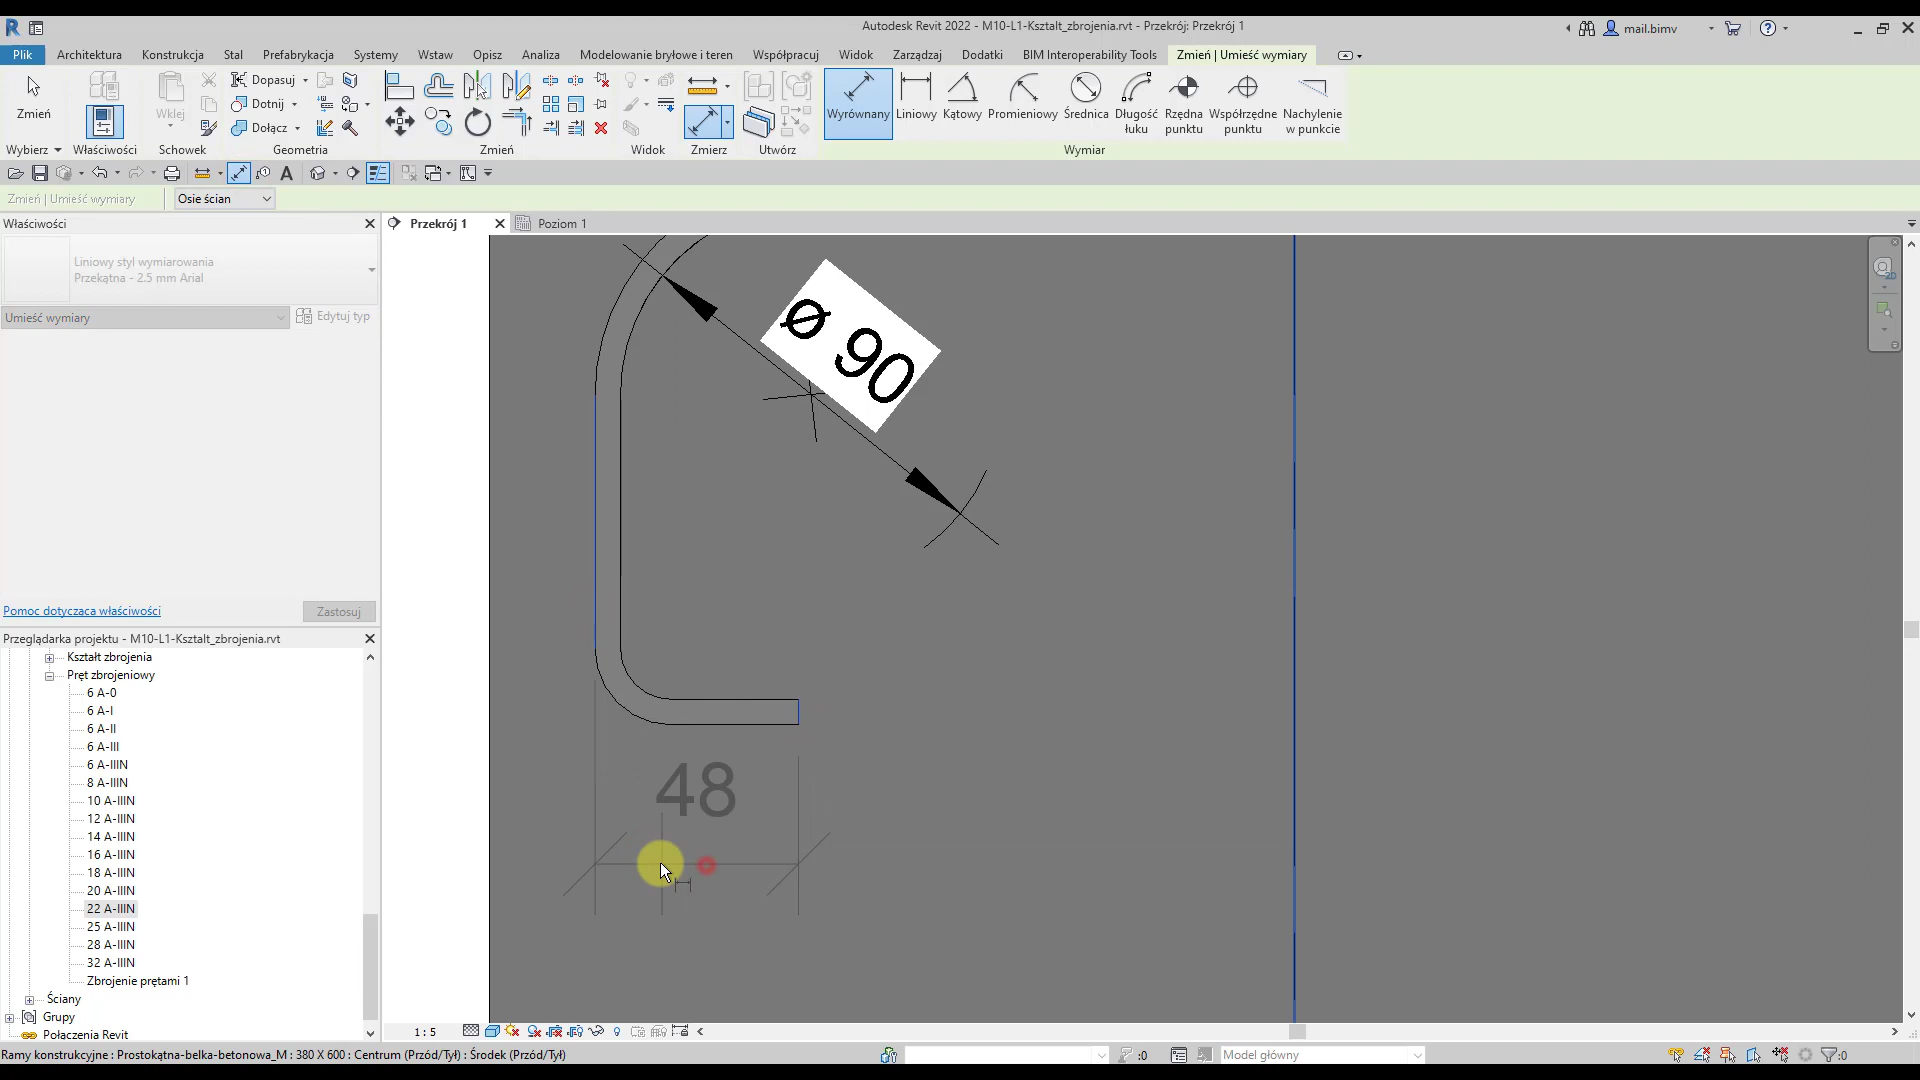 Autodesk Revit 2022 - M10-L1-Ksztalt_zbrojenia.rvt - Przekrój: Przekrój 1
mail.bimv
Plik
Architektura
Konstrukcja
Stal
Prefabrykacja
Systemy
Wstaw
Opisz
Analiza
Modelowanie bryłowe i teren
Współpracuj
Widok
Zarządzaj
Dodatki
BIM Interoperability Tools
Zmień | Umieść wymiary
Zmień
Wklej
Dopasuj
Dotnij
Dołącz
Wyrównany
Liniowy
Kątowy
Promieniowy
Średnica
Długość
łuku
Rzędna
punktu
Współrzędne
punktu
Nachylenie
w punkcie
Wybierz
Właściwości
Schowek
Geometria
Zmień
Widok
Zmierz
Utwórz
Wymiar
Zmień | Umieść wymiary
Osie ścian
Właściwości
Przekrój 1
Poziom 1
Liniowy styl wymiarowania
Przekątna - 2.5 mm Arial
Umieść wymiary
Edytuj typ
Pomoc dotycząca właściwości
Zastosuj
Przeglądarka projektu - M10-L1-Ksztalt_zbrojenia.rvt
Kształt zbrojenia
Pręt zbrojeniowy
6 A-0
6 A-I
6 A-II
6 A-III
6 A-IIIN
8 A-IIIN
10 A-IIIN
12 A-IIIN
14 A-IIIN
16 A-IIIN
18 A-IIIN
20 A-IIIN
22 A-IIIN
25 A-IIIN
28 A-IIIN
32 A-IIIN
Zbrojenie prętami 1
Ściany
Grupy
Połączenia Revit
ø 90
48
2D
1 : 5
Ramy konstrukcyjne : Prostokątna-belka-betonowa_M : 380 X 600 : Centrum (Przód/Tył) : Środek (Przód/Tył)
:0
Model główny
:0